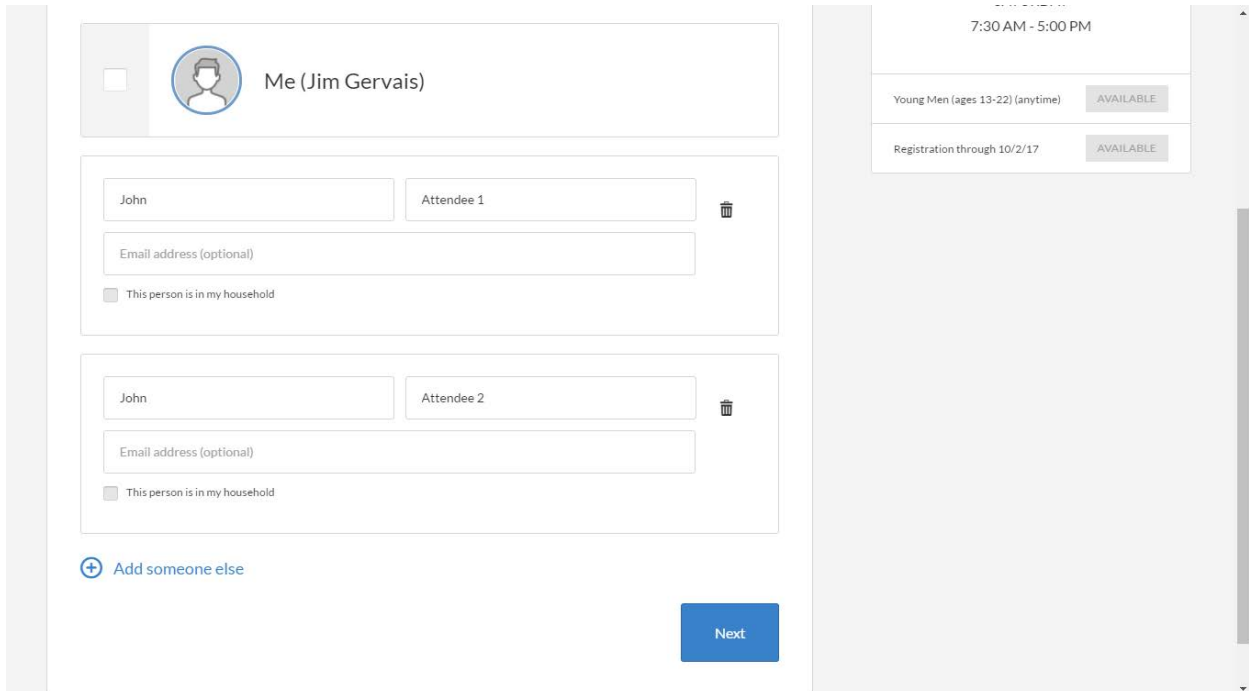 Me (Jim Gervais)
John
Attendee 1
Email address (optional)
This person is in my household
John
Attendee 2
Email address (optional)
This person is in my household
Add someone else
Next
7:30 AM - 5:00 PM
Young Men (ages 13-22) (anytime)
AVAILABLE
Registration through 10/2/17
AVAILABLE